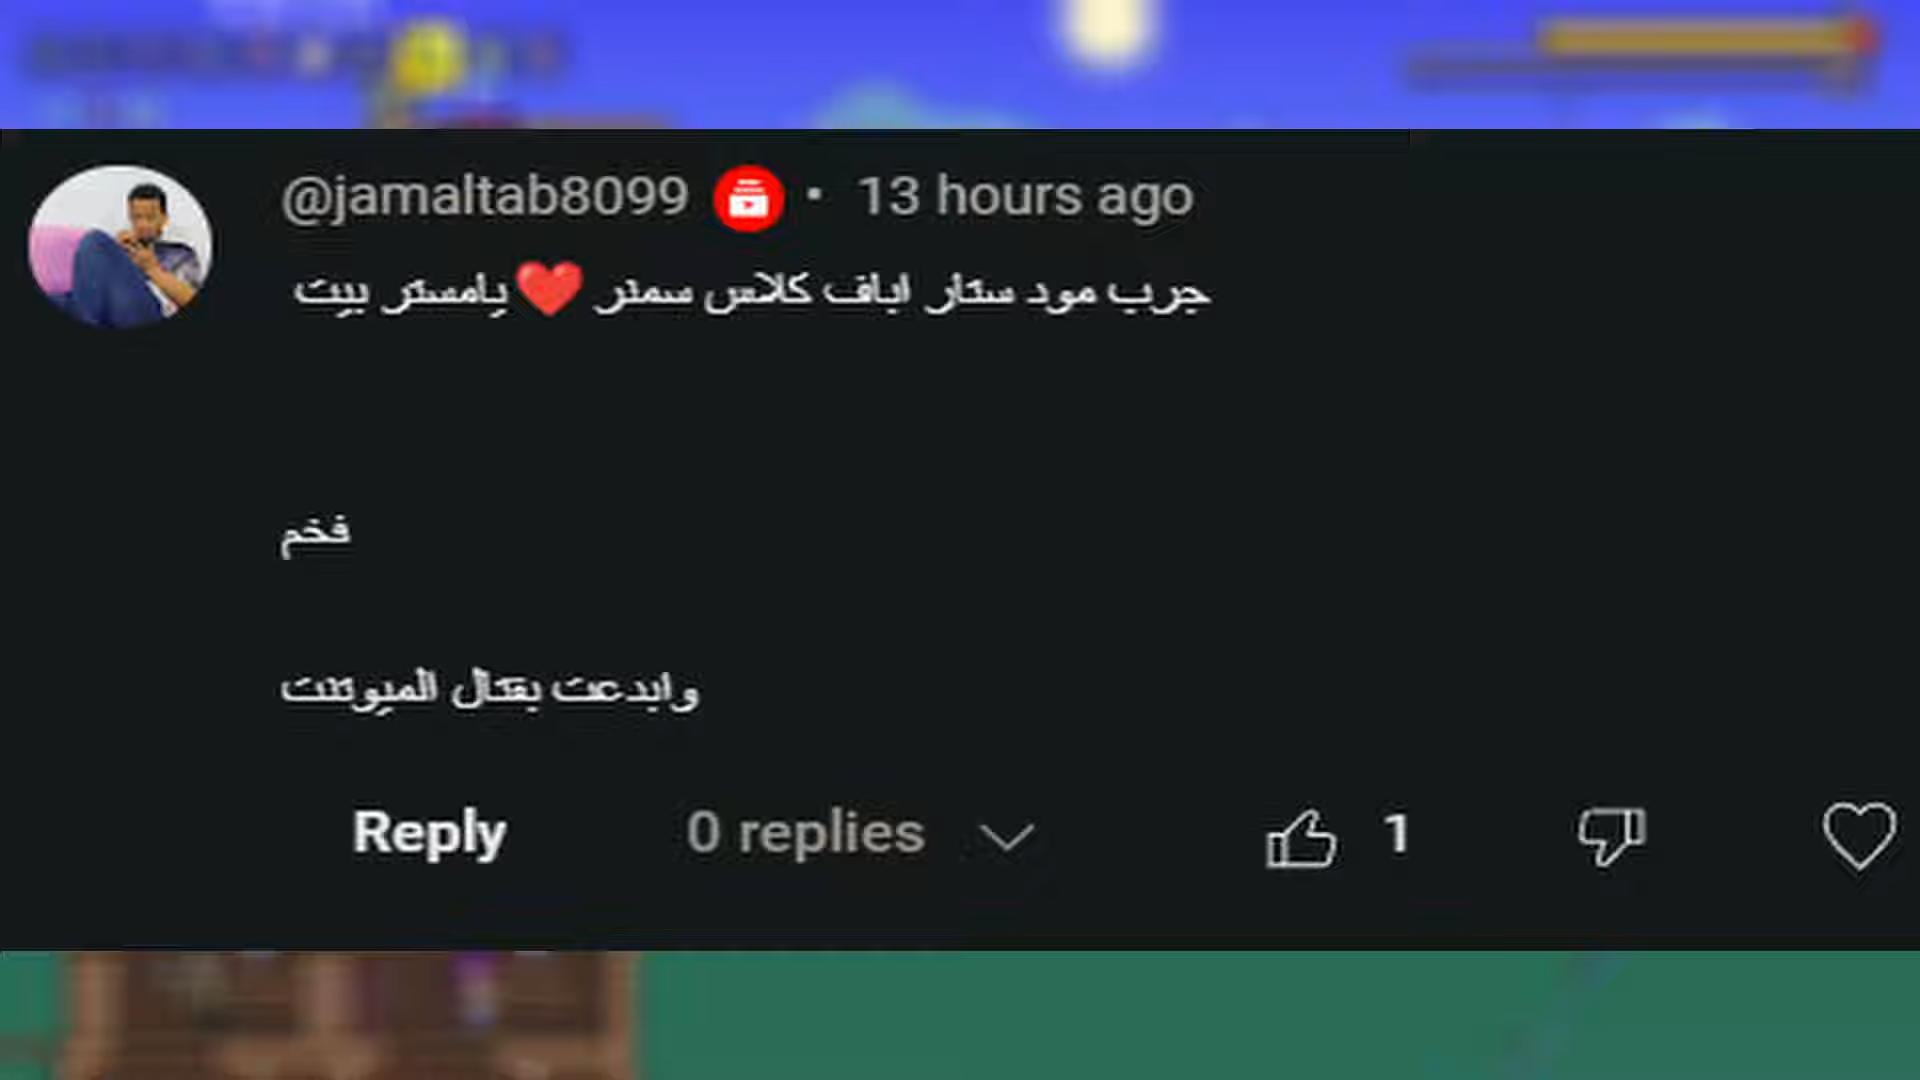 @jamaltab8099 • 13 hours ago
جرب مود ستار اباف كلاس سمنر ❤️ يامستر بيت
فخم
وابدعت بقتال الميوتنت
Reply 0 replies 1